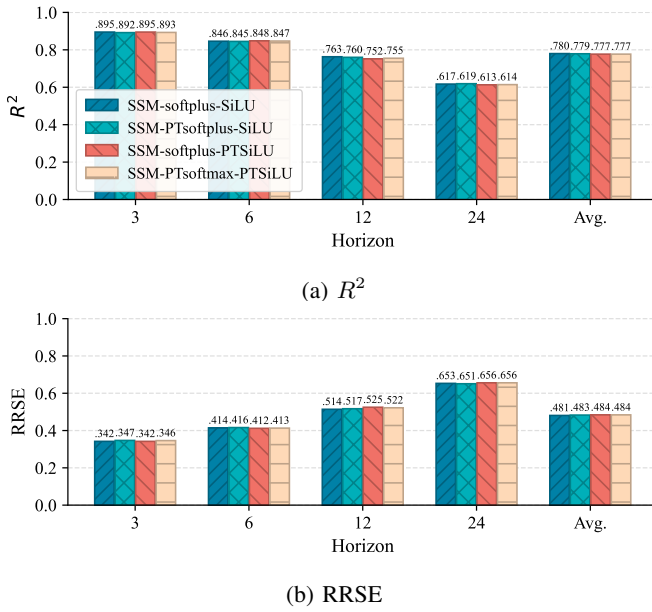 1.0
.895 .892 .895 .893
.846 .845 .848 .847
.763 .760 .752 .755
.780 .779 .777 .777
0.8
.617 .619 .613 .614
0.6
R²
0.4
0.2
0.0
SSM-softplus-SiLU
SSM-PTsoftplus-SiLU
SSM-softplus-PTSiLU
SSM-PTsoftmax-PTSiLU
3 6 12 24 Avg.
Horizon
(a) R²
1.0
0.8
.653 .651 .656 .656
0.6
.514 .517 .525 .522
.481 .483 .484 .484
.414 .416 .412 .413
RRSE
0.4
.342 .347 .342 .346
0.2
0.0
3 6 12 24 Avg.
Horizon
(b) RRSE